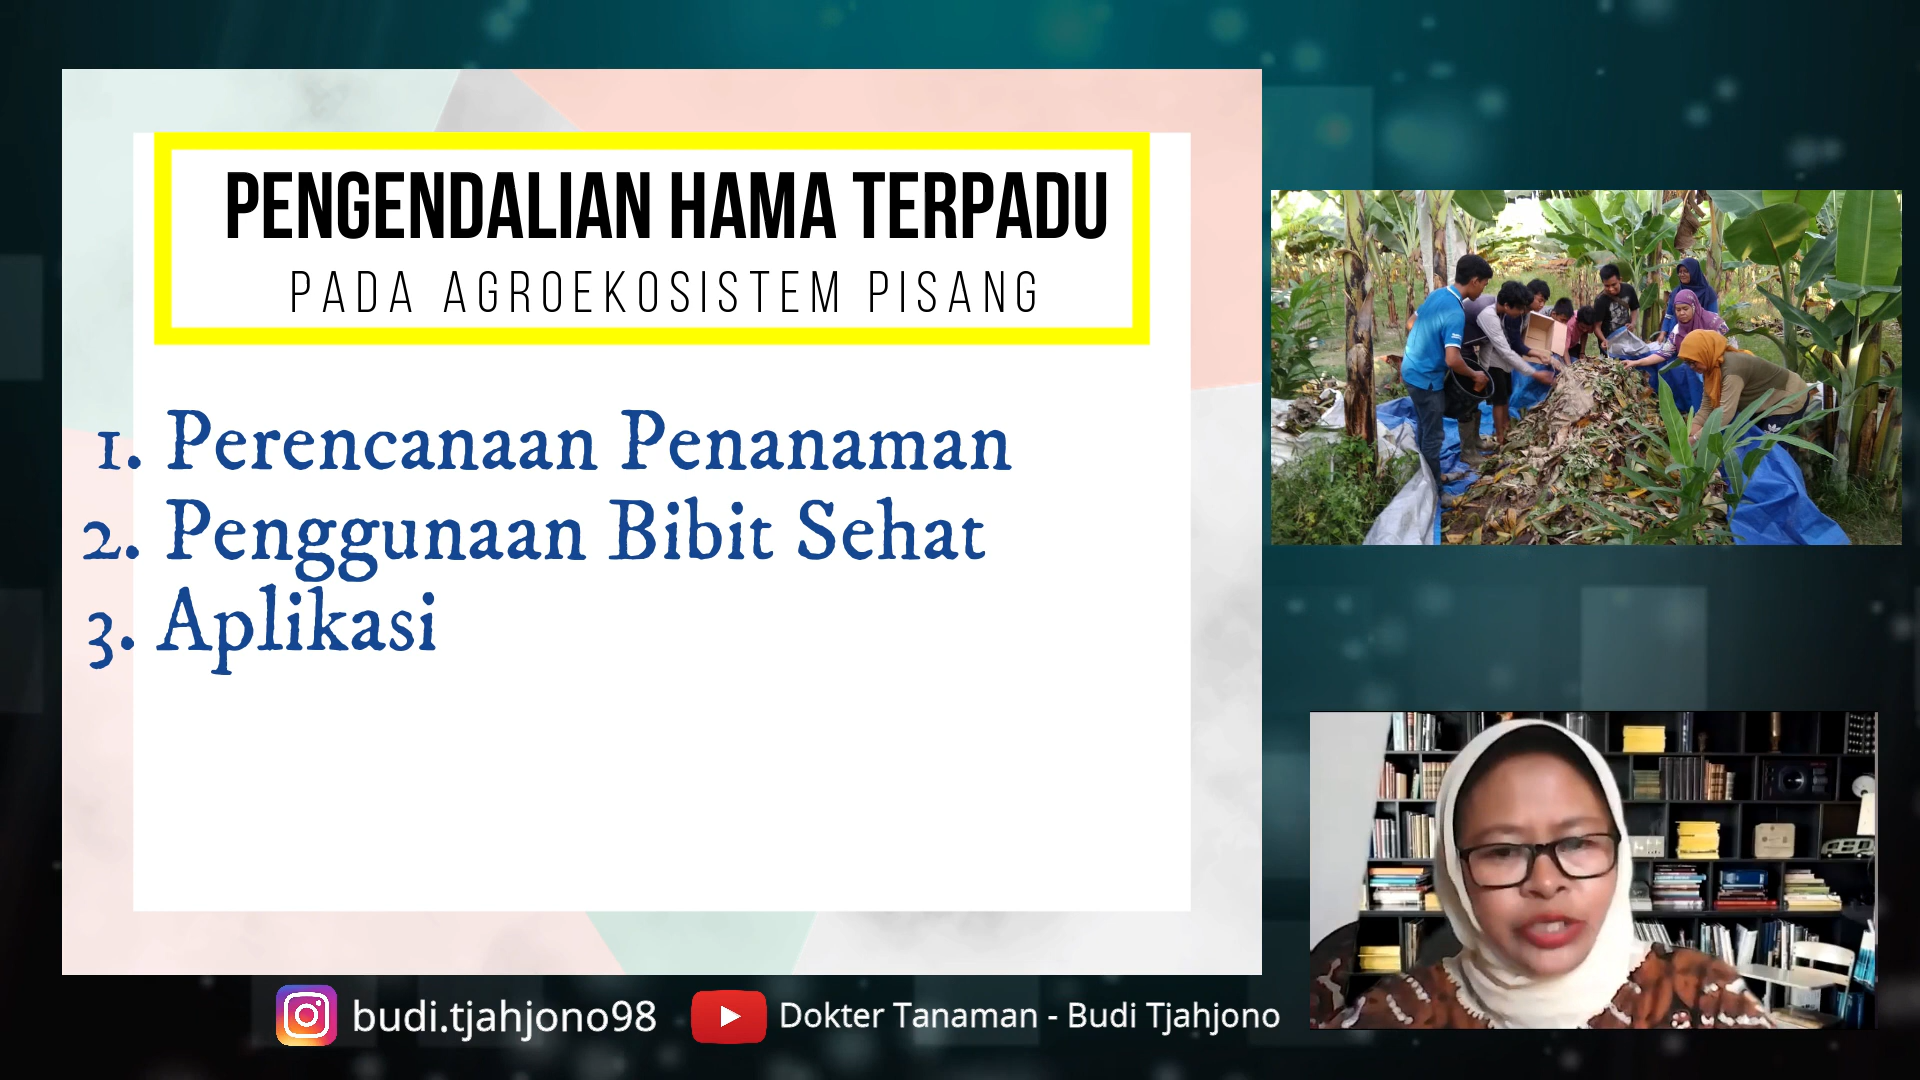 PENGENDALIAN HAMA TERPADU
PADA AGROEKOSISTEM PISANG
1. Perencanaan Penanaman
2. Penggunaan Bibit Sehat
3. Aplikasi
budi.tjahjono98
Dokter Tanaman - Budi Tjahjono